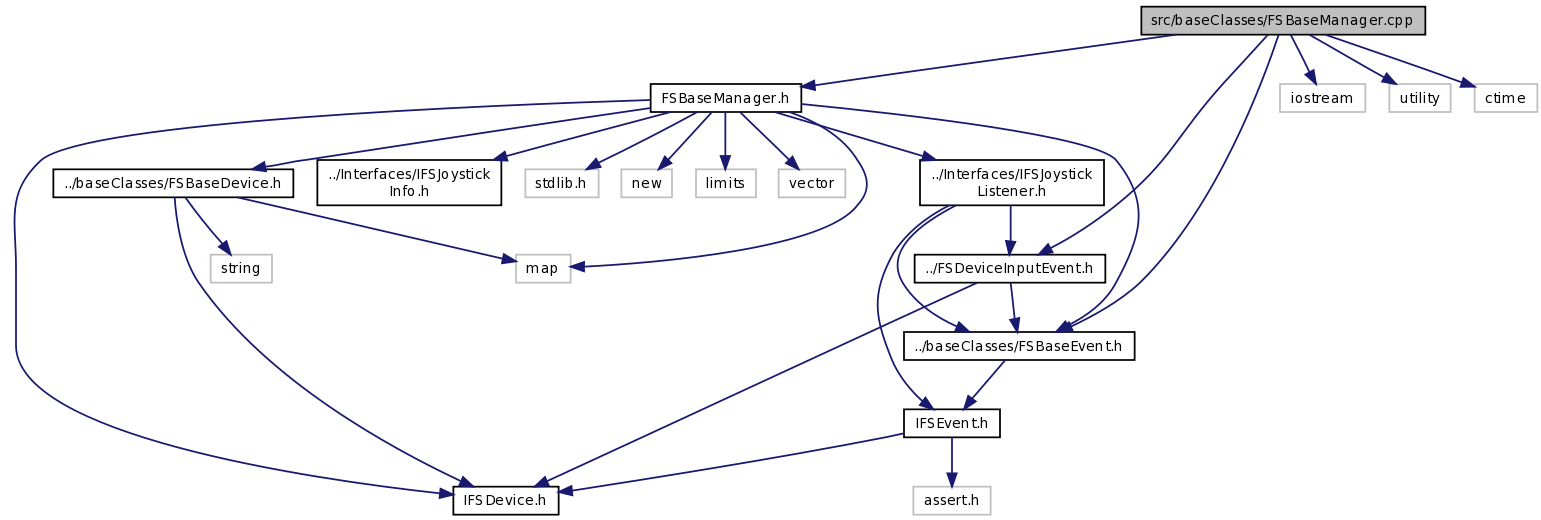 src/baseClasses/FSBaseManager.cpp
FSBaseManager.h
iostream
utility
ctime
../baseClasses/FSBaseDevice.h
../Interfaces/IFSJoystick
Info.h
stdlib.h
new
limits
vector
../Interfaces/IFSJoystick
Listener.h
string
map
../FSDeviceInputEvent.h
../baseClasses/FSBaseEvent.h
IFSEvent.h
IFSDevice.h
assert.h